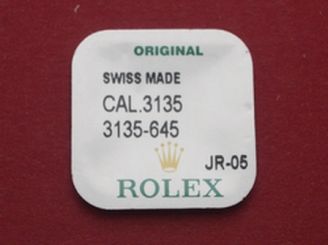 ORIGINAL
SWISS MADE
CAL.3135
3135-645
JR-05
ROLEX